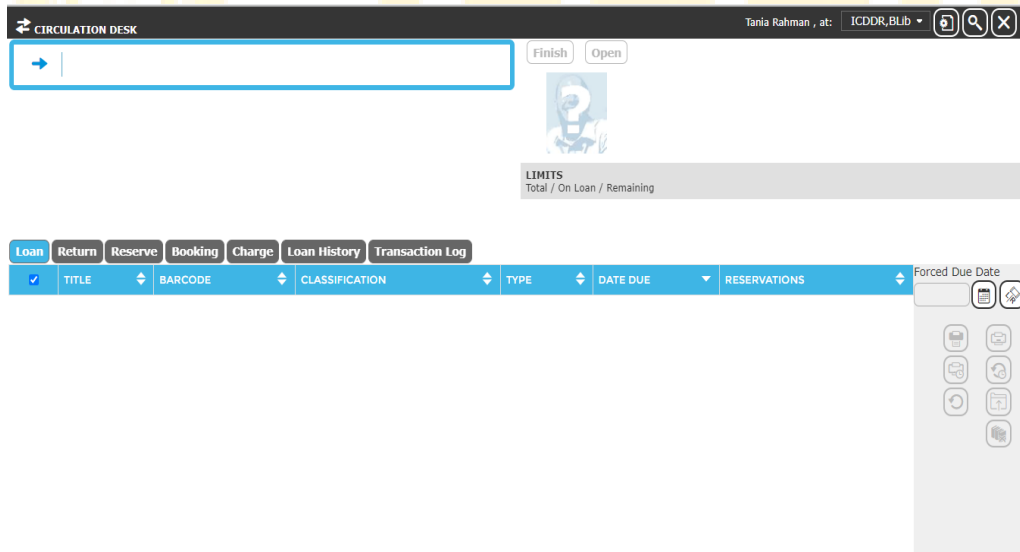 CIRCULATION DESK
Tania Rahman , at: ICDDR,BLib
Finish Open
LIMITS
Total / On Loan / Remaining
Loan Return Reserve Booking Charge Loan History Transaction Log
TITLE BARCODE CLASSIFICATION TYPE DATE DUE RESERVATIONS
Forced Due Date